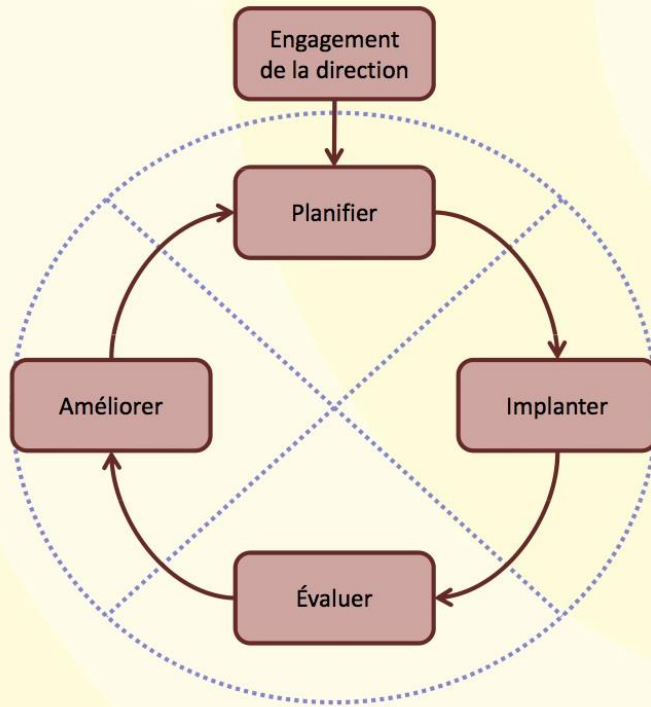 Engagement
de la direction
Planifier
Améliorer
Implanter
Évaluer